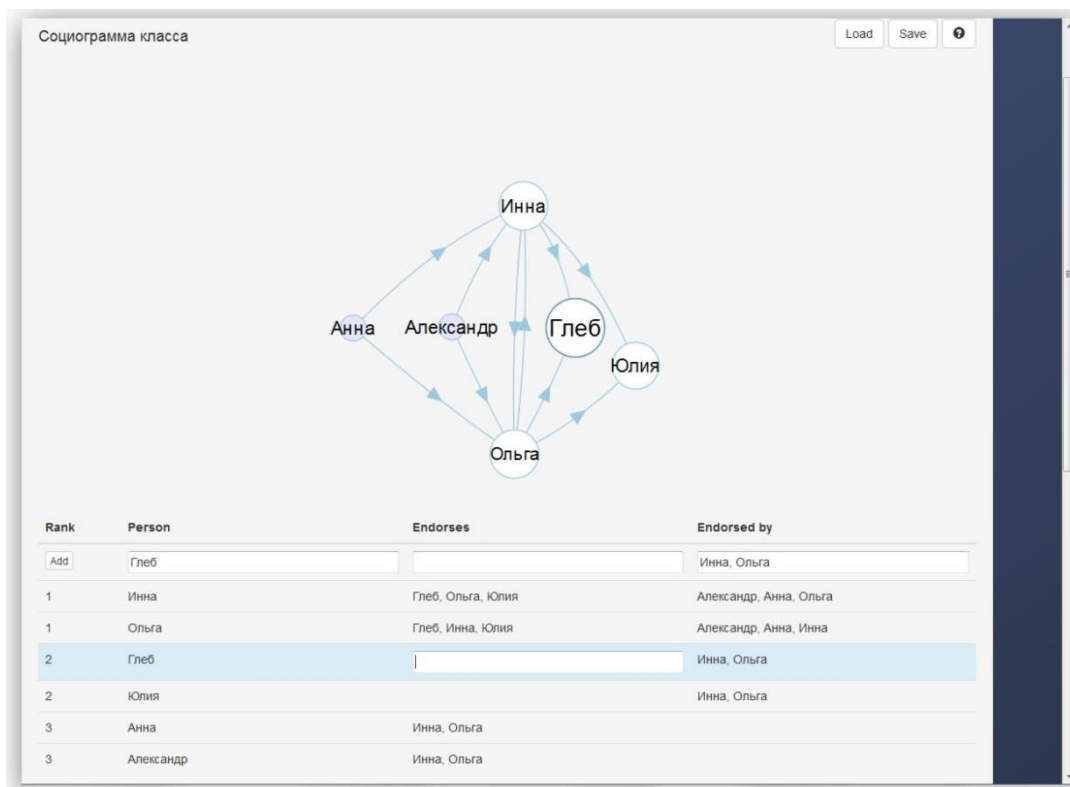 Социограмма класса Load Save
Инна
Анна Александр Глеб
Юлия
Ольга
Rank Person Endorses Endorsed by
Add Глеб Инна, Ольга
1 Инна Глеб, Ольга, Юлия Александр, Анна, Ольга
1 Ольга Глеб, Инна, Юлия Александр, Анна, Инна
2 Глеб Инна, Ольга
2 Юлия Инна, Ольга
3 Анна Инна, Ольга
3 Александр Инна, Ольга